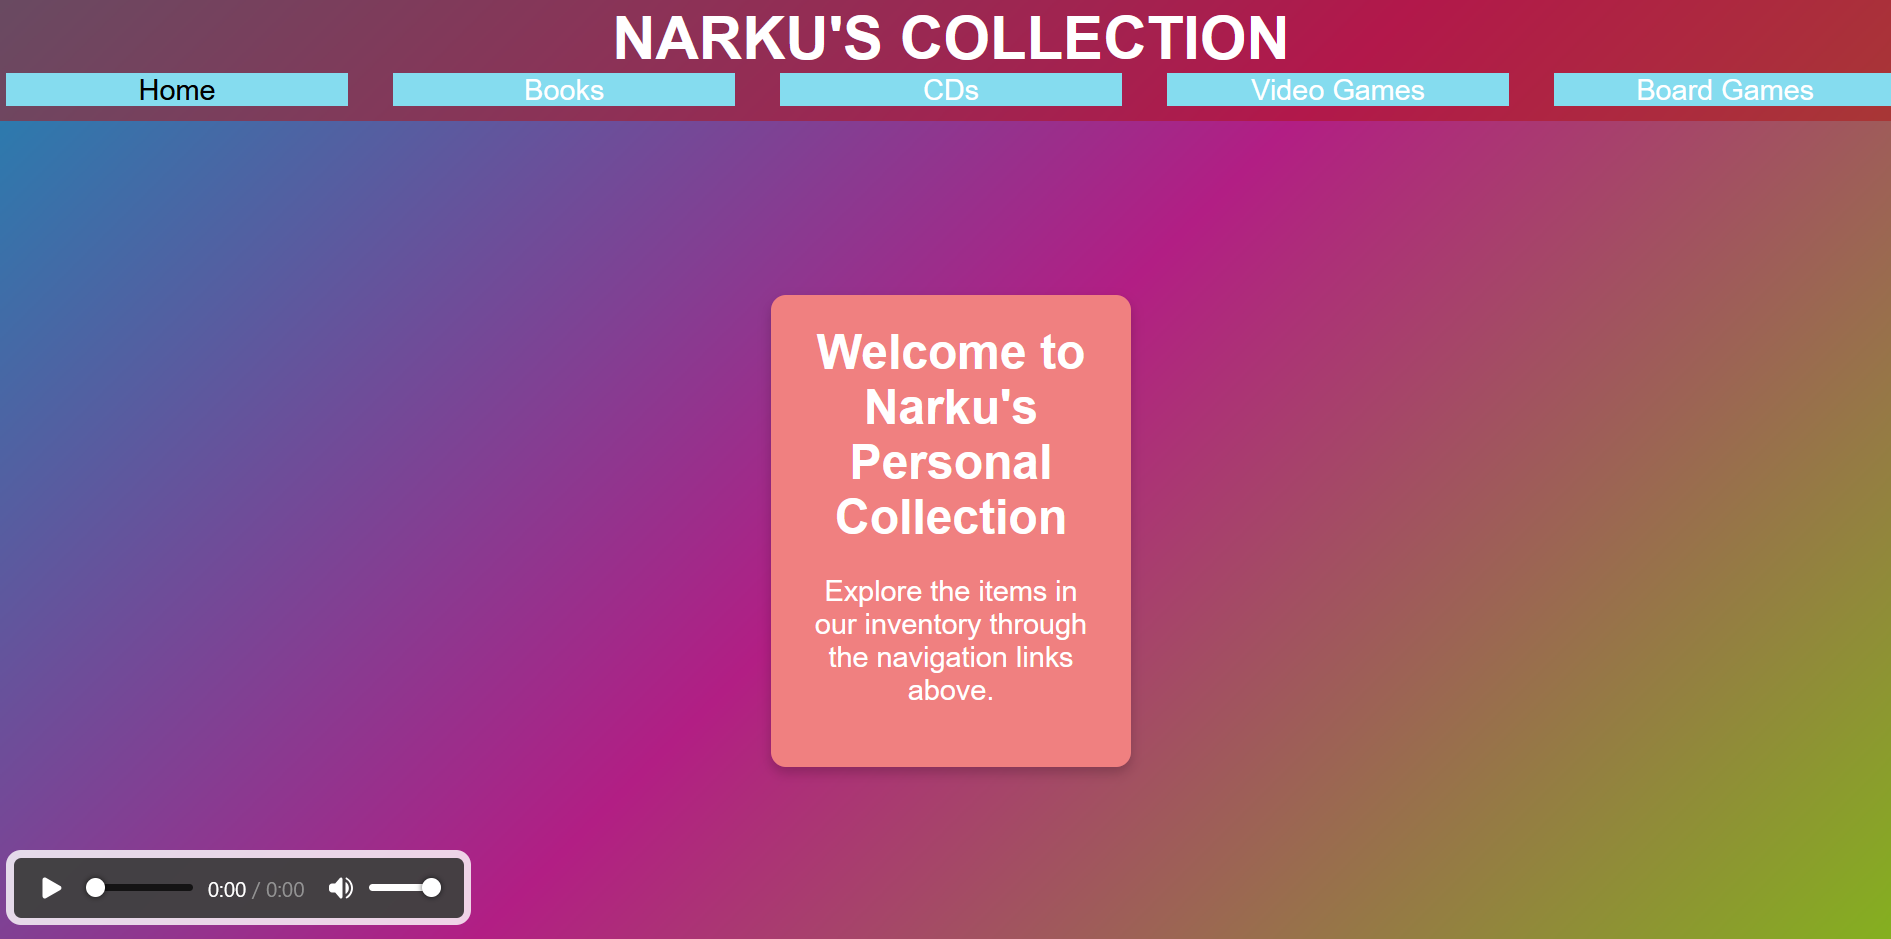 NARKU'S COLLECTION
Home Books CDs Video Games Board Games
Welcome to
Narku's
Personal
Collection
Explore the items in
our inventory through
the navigation links
above.
0:00 / 0:00